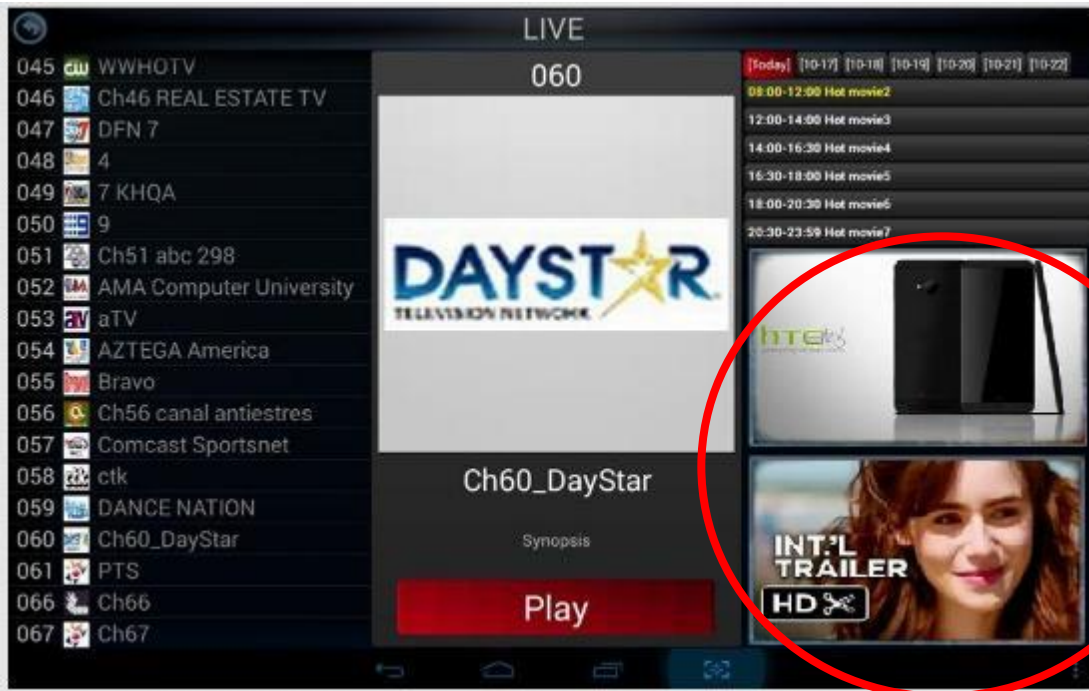 LIVE
045 WWHOTV
046 Ch46 REAL ESTATE TV
047 DFN 7
048 4
049 7 KHQA
050 9
051 Ch51 abc 298
052 AMA Computer University
053 aTV
054 AZTEGA America
055 Bravo
056 Ch56 canal antiestres
057 Comcast Sportsnet
058 ctk
059 DANCE NATION
060 Ch60_DayStar
061 PTS
066 Ch66
067 Ch67
060
DAYSTAR
TELEVISION NETWORK
Ch60_DayStar
Synopsis
Play
[Today] [10-17] [10-18] [10-19] [10-20] [10-21] [10-22]
08:00-12:00 Hot movie2
12:00-14:00 Hot movie3
14:00-16:30 Hot movie4
16:30-18:00 Hot movie5
18:00-20:30 Hot movie6
20:30-23:59 Hot movie7
INT.'L
TRAILER
HD